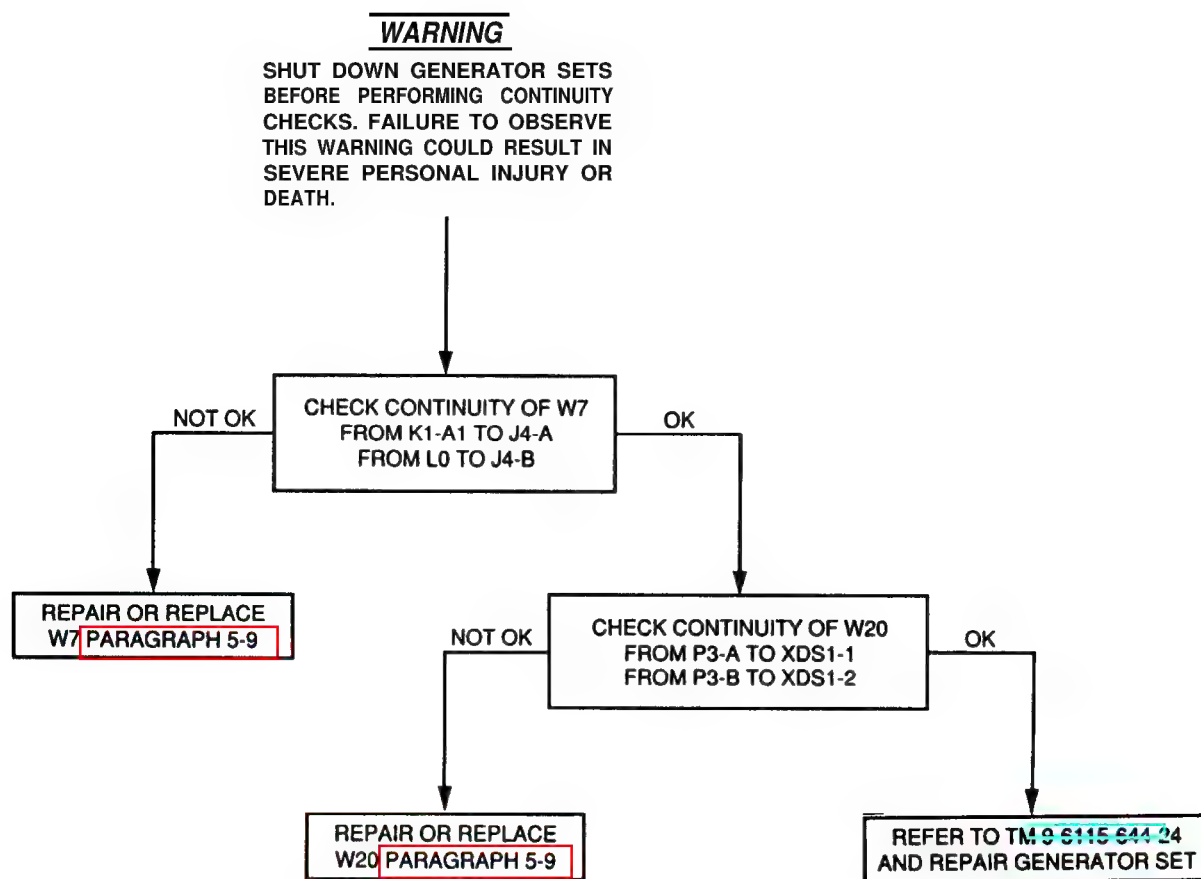 WARNING
SHUT DOWN GENERATOR SETS
BEFORE PERFORMING CONTINUITY
CHECKS. FAILURE TO OBSERVE
THIS WARNING COULD RESULT IN
SEVERE PERSONAL INJURY OR
DEATH.
CHECK CONTINUITY OF W7
FROM K1-A1 TO J4-A
FROM L0 TO J4-B
NOT OK
OK
REPAIR OR REPLACE
W7 PARAGRAPH 5-9
CHECK CONTINUITY OF W20
FROM P3-A TO XDS1-1
FROM P3-B TO XDS1-2
NOT OK
OK
REPAIR OR REPLACE
W20 PARAGRAPH 5-9
REFER TO TM 9-6115-644-24
AND REPAIR GENERATOR SET